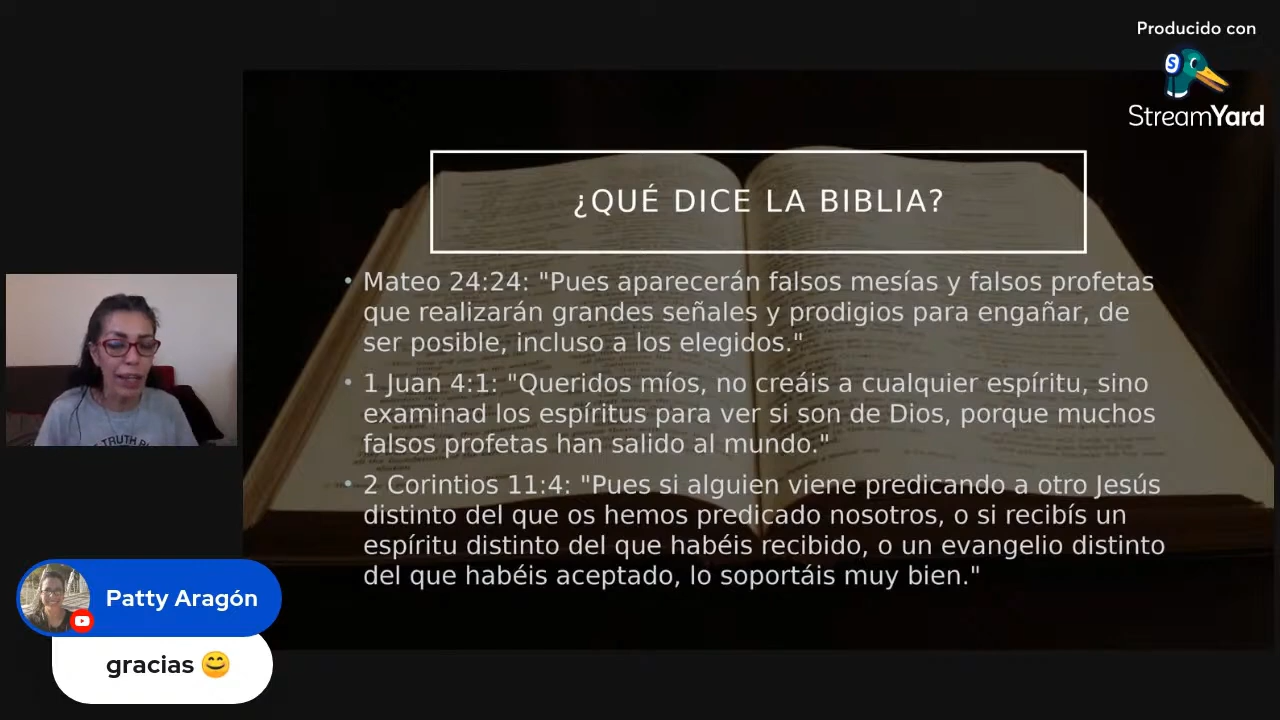 Producido con
StreamYard
¿QUÉ DICE LA BIBLIA?
• Mateo 24:24: "Pues aparecerán falsos mesías y falsos profetas
que realizarán grandes señales y prodigios para engañar, de
ser posible, incluso a los elegidos."
• 1 Juan 4:1: "Queridos míos, no creáis a cualquier espíritu, sino
examinad los espíritus para ver si son de Dios, porque muchos
falsos profetas han salido al mundo."
• 2 Corintios 11:4: "Pues si alguien viene predicando a otro Jesús
distinto del que os hemos predicado nosotros, o si recibís un
espíritu distinto del que habéis recibido, o un evangelio distinto
del que habéis aceptado, lo soportáis muy bien."
TRUTH
Patty Aragón
gracias 😊